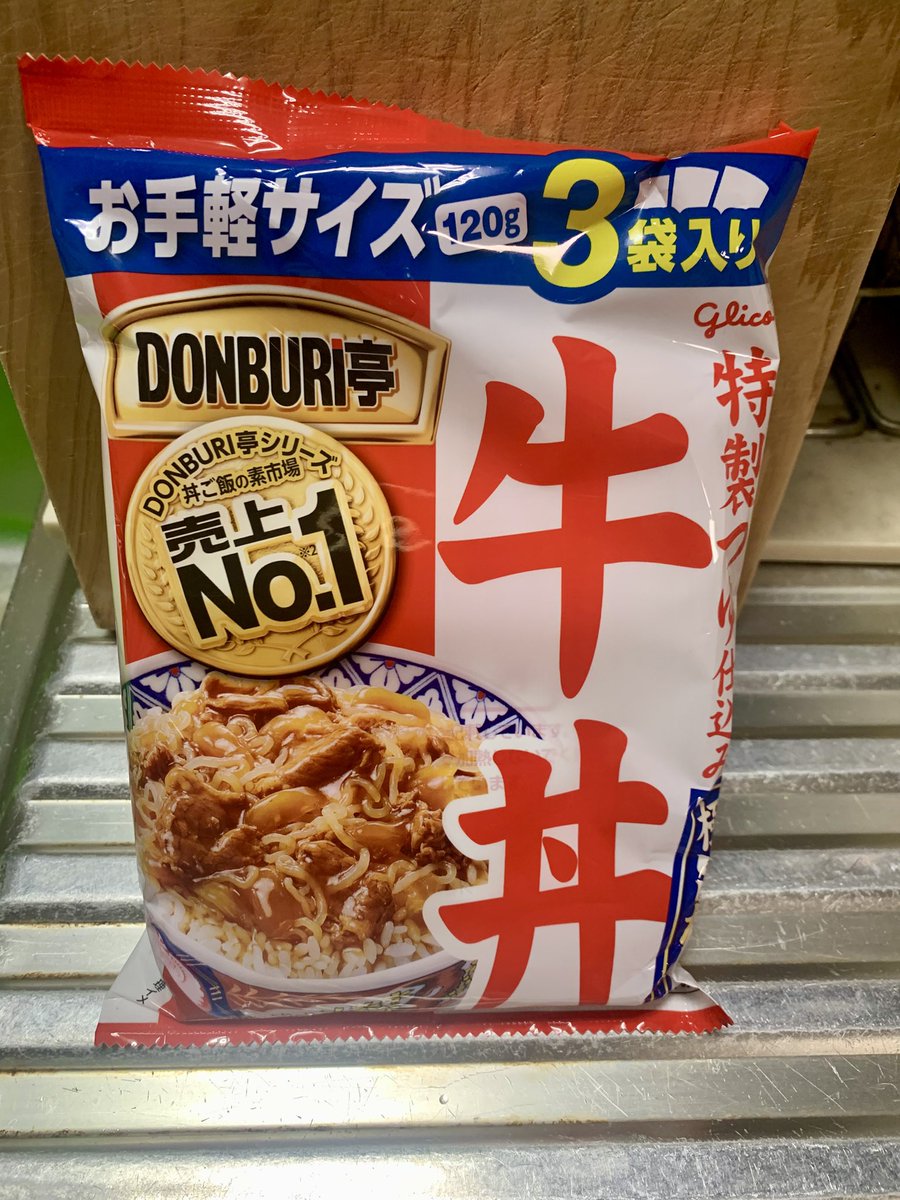 お手軽サイズ 120g 3袋入り
glico
DONBURI亭
DONBURI亭シリーズ
丼ご飯の素市場
売上
No.1※2
牛丼
特製つゆ仕込み